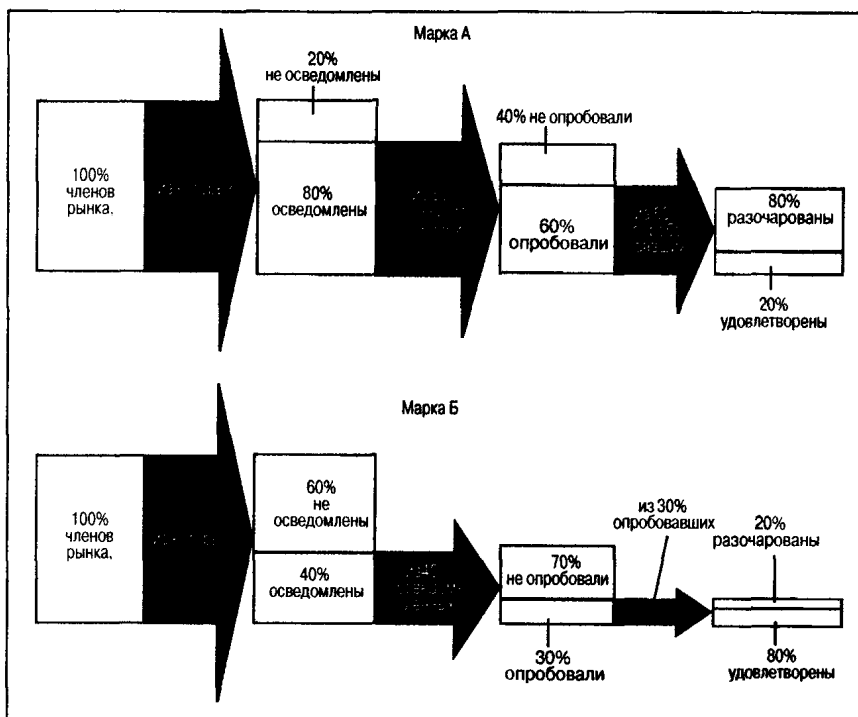 Марка А
20%
не осведомлены
40% не опробовали
100%
членов
рынка,
80%
осведомлены
60%
опробовали
80%
разочарованы
20%
удовлетворены
Марка Б
100%
членов
рынка,
60%
не
осведомлены
40%
осведомлены
70%
не опробовали
30%
опробовали
из 30%
опробовавших
20%
разочарованы
80%
удовлетворены